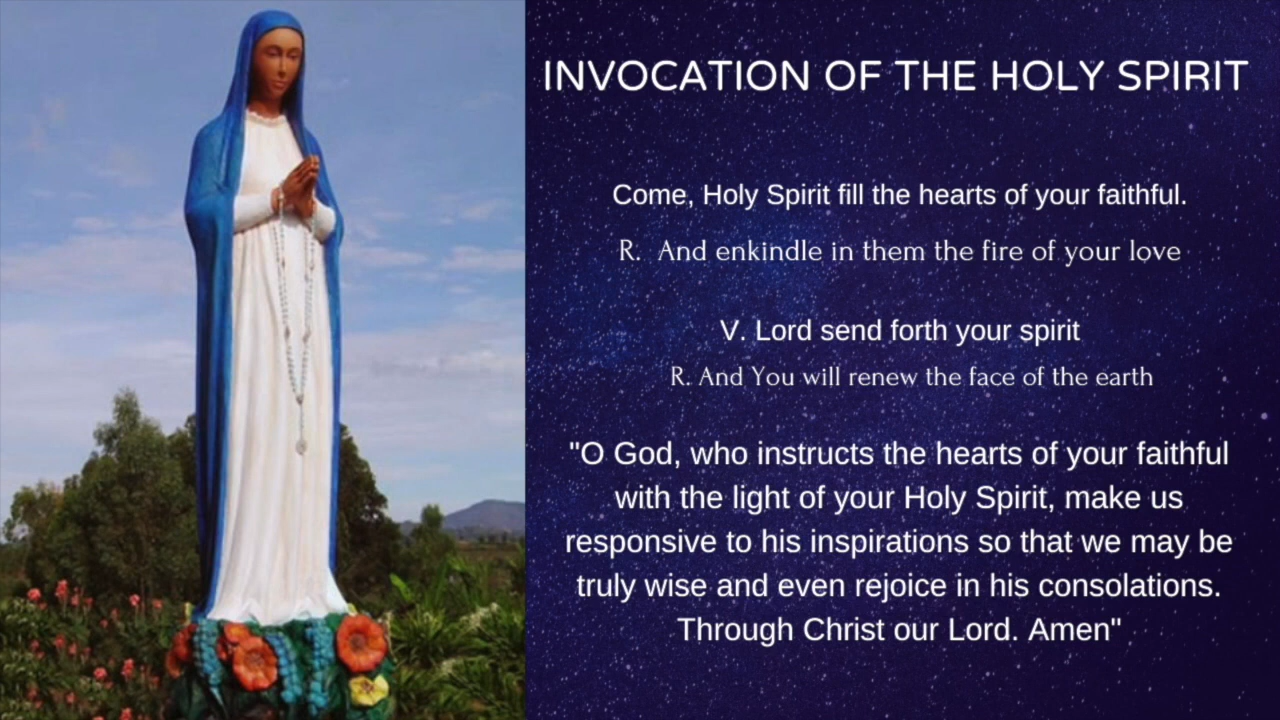 INVOCATION OF THE HOLY SPIRIT
Come, Holy Spirit fill the hearts of your faithful.
R. And enkindle in them the fire of your love
V. Lord send forth your spirit
R. And You will renew the face of the earth
"O God, who instructs the hearts of your faithful
with the light of your Holy Spirit, make us
responsive to his inspirations so that we may be
truly wise and even rejoice in his consolations.
Through Christ our Lord. Amen"